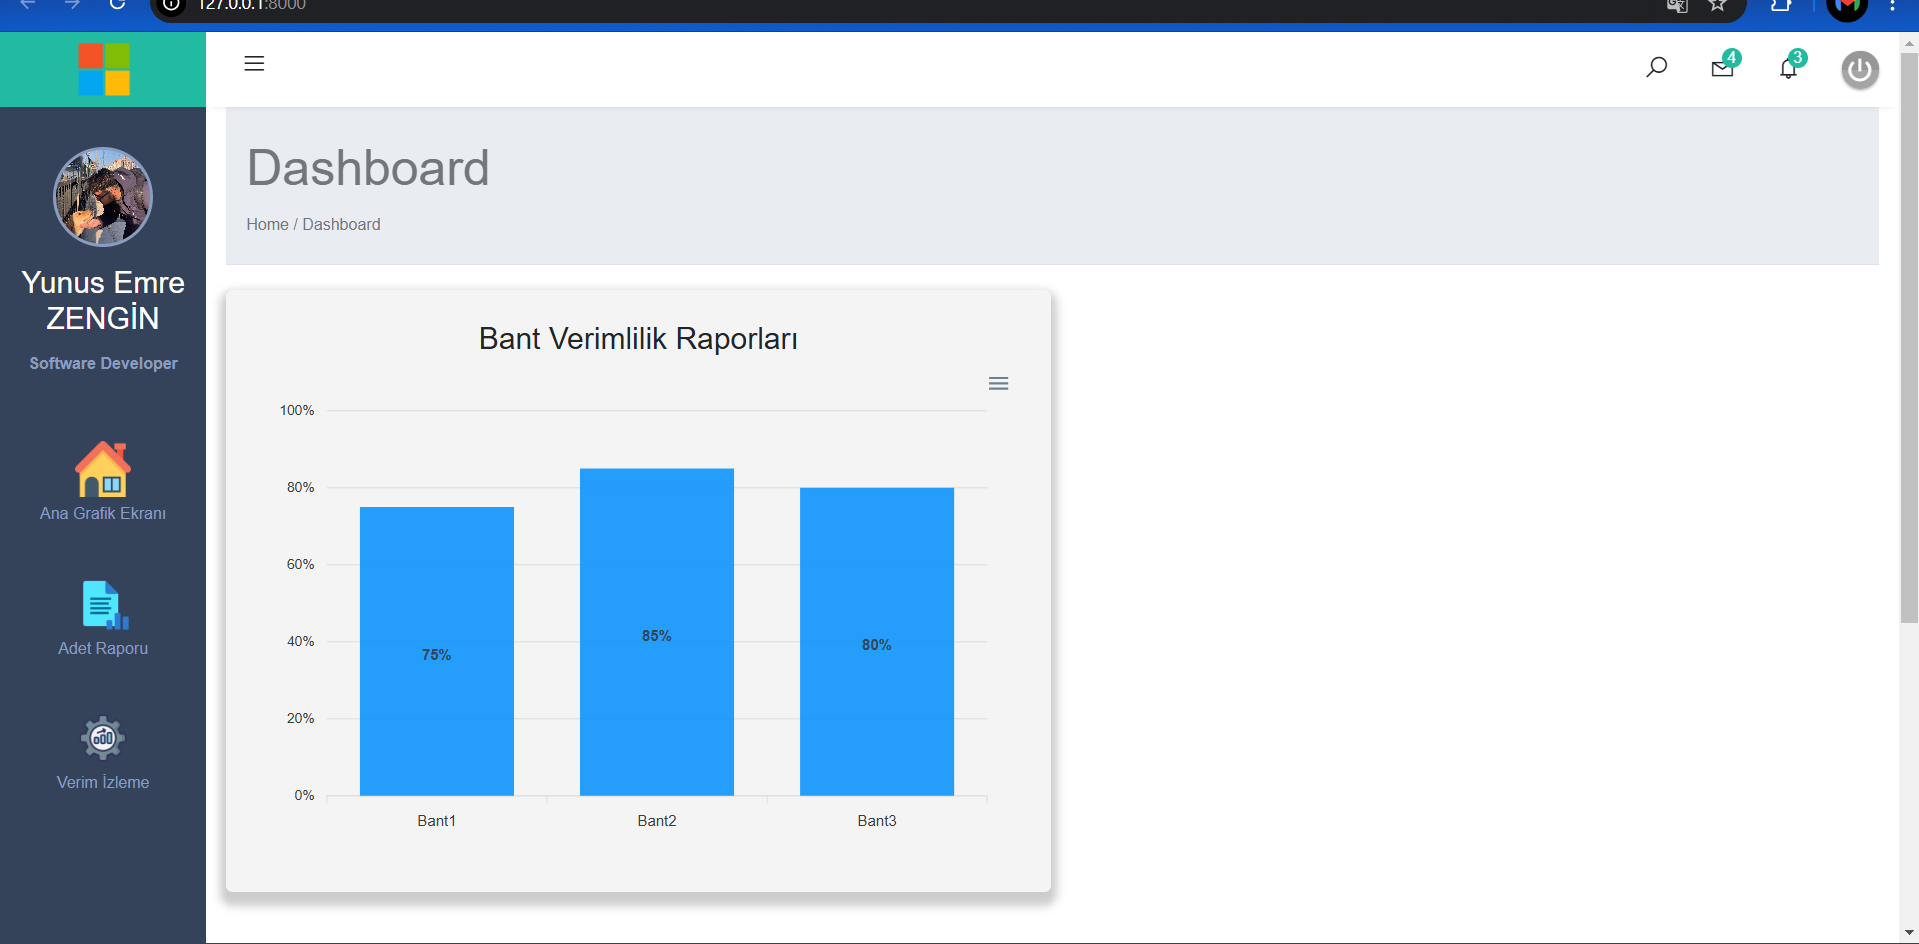 127.0.0.1:8000
4
3
Yunus Emre
ZENGİN
Software Developer
Ana Grafik Ekranı
Adet Raporu
Verim İzleme
Dashboard
Home / Dashboard
Bant Verimlilik Raporları
100%
80%
60%
40%
20%
0%
75%
85%
80%
Bant1
Bant2
Bant3